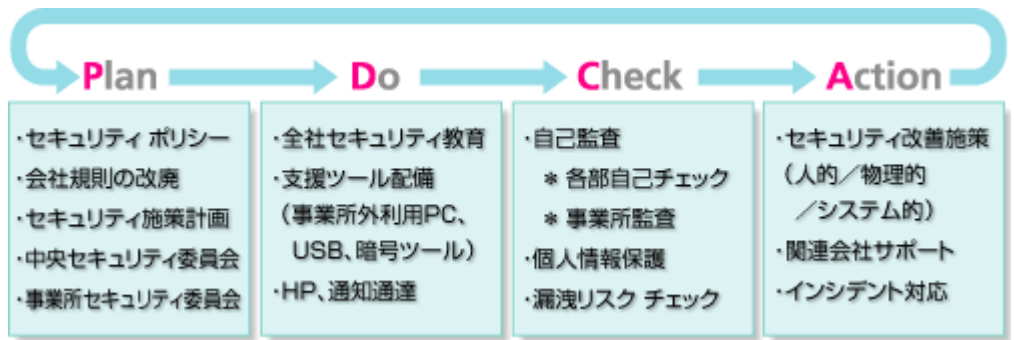 Plan
Do
Check
Action
・セキュリティ ポリシー
・会社規則の改廃
・セキュリティ施策計画
・中央セキュリティ委員会
・事業所セキュリティ委員会
・全社セキュリティ教育
・支援ツール配備
（事業所外利用PC、
USB、暗号ツール）
・HP、通知通達
・自己監査
＊ 各部自己チェック
＊ 事業所監査
・個人情報保護
・漏洩リスク チェック
・セキュリティ改善施策
（人的／物理的
／システム的）
・関連会社サポート
・インシデント対応